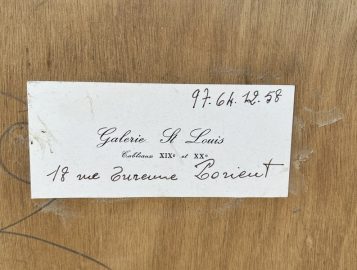 97.64.12.58
Galerie St Louis
Tableaux XIXe et XXe
18 rue Turenne Lorient